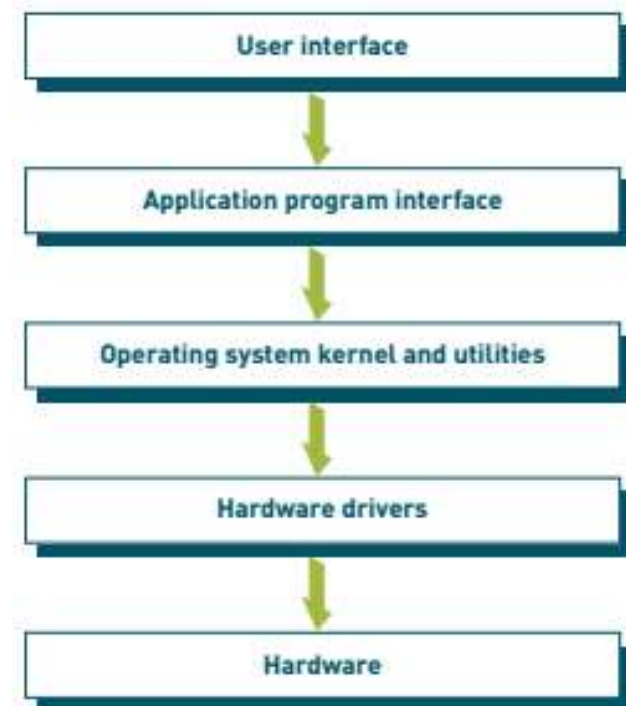 User interface
Application program interface
Operating system kernel and utilities
Hardware drivers
Hardware